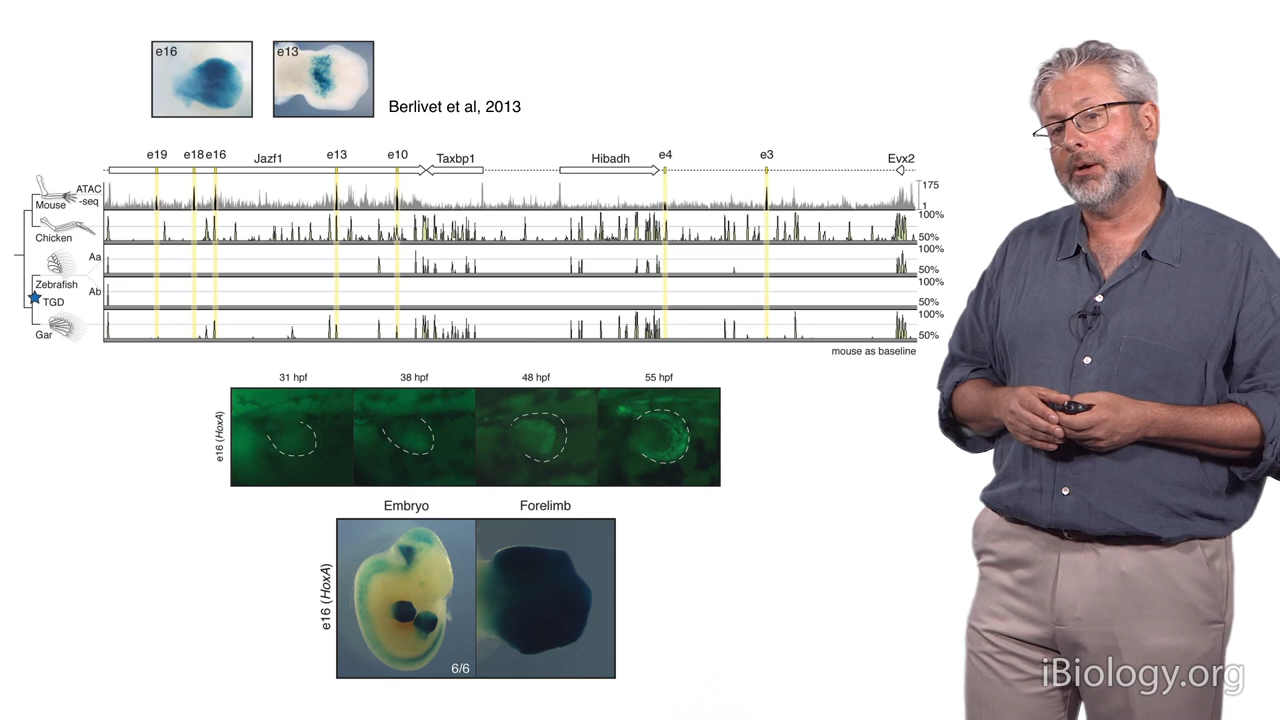 e16
e13
Berlivet et al, 2013
e19 e18 e16 Jazf1 e13 e10 Taxbp1 Hibadh e4 e3 Evx2
Mouse
ATAC
-seq
175
1
Chicken
100%
50%
Aa
100%
50%
Zebrafish
Ab
100%
50%
TGD
Gar
100%
50%
mouse as baseline
31 hpf 38 hpf 48 hpf 55 hpf
e16 (HoxA)
Embryo Forelimb
e16 (HoxA)
6/6
iBiology.org